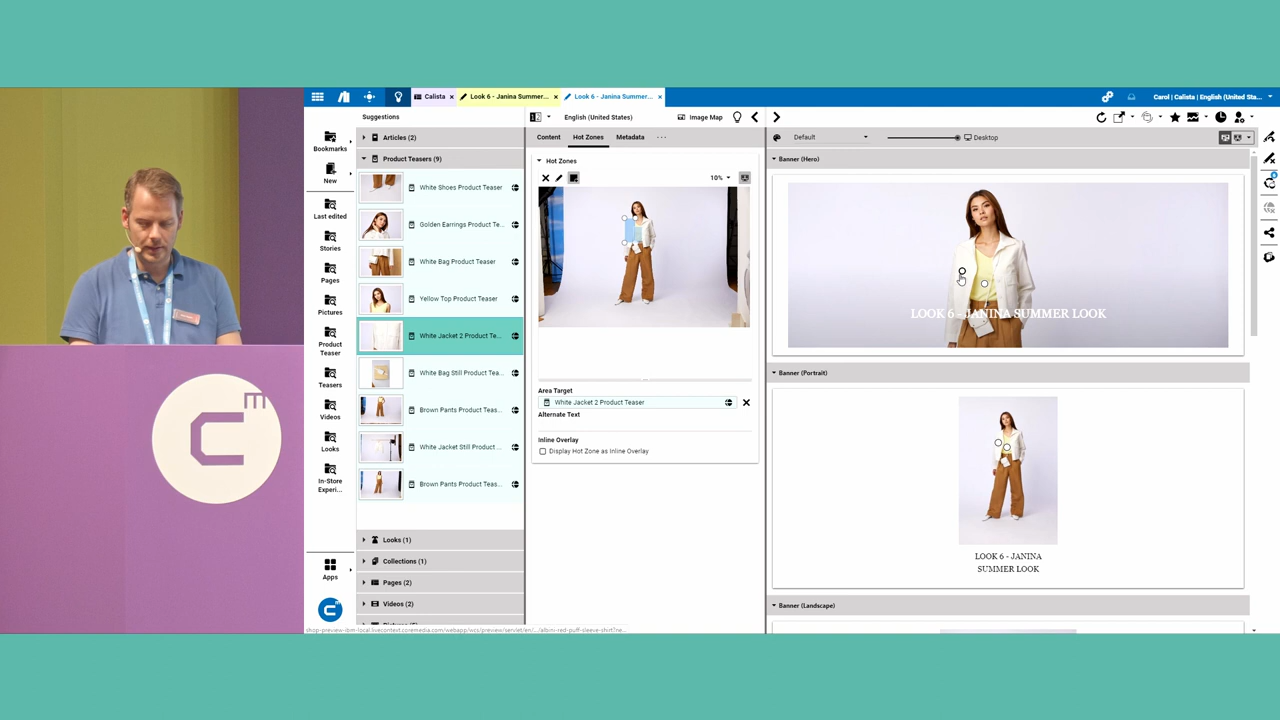 Calista
Look 6 - Janina Summer...
Look 6 - Janina Summer...
Carol | Calista | English (United Sta...
Bookmarks
New
Last edited
Stories
Pages
Pictures
Product
Teaser
Teasers
Videos
Looks
In-Store
Experi...
Apps
Suggestions
Articles (2)
Product Teasers (9)
White Shoes Product Teaser
Golden Earrings Product Te...
White Bag Product Teaser
Yellow Top Product Teaser
White Jacket 2 Product Te...
White Bag Still Product Tea...
Brown Pants Product Teas...
White Jacket Still Product ...
Brown Pants Product Teas...
Looks (1)
Collections (1)
Pages (2)
Videos (2)
English (United States)
Image Map
Content
Hot Zones
Metadata
Hot Zones
10%
Area Target
White Jacket 2 Product Teaser
Alternate Text
Inline Overlay
Display Hot Zone as Inline Overlay
Default
Desktop
Banner (Hero)
LOOK 6 - JANINA SUMMER LOOK
Banner (Portrait)
LOOK 6 - JANINA
SUMMER LOOK
Banner (Landscape)
C m